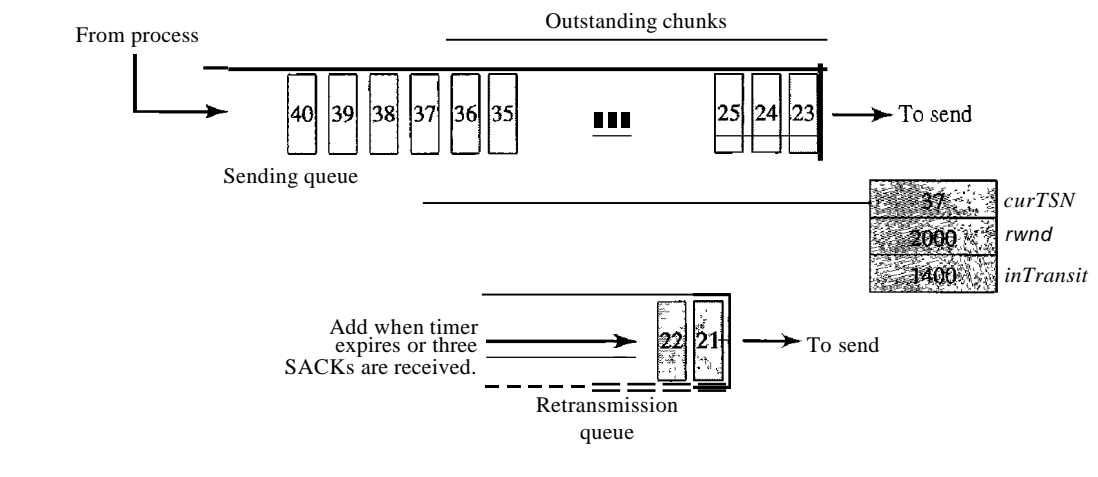 Outstanding chunks
From process
40 39 38 37 36 35 25 24 23
To send
Sending queue
37 curTSN
2000 rwnd
1400 inTransit
Add when timer
expires or three
SACKs are received.
22 21
To send
Retransmission
queue